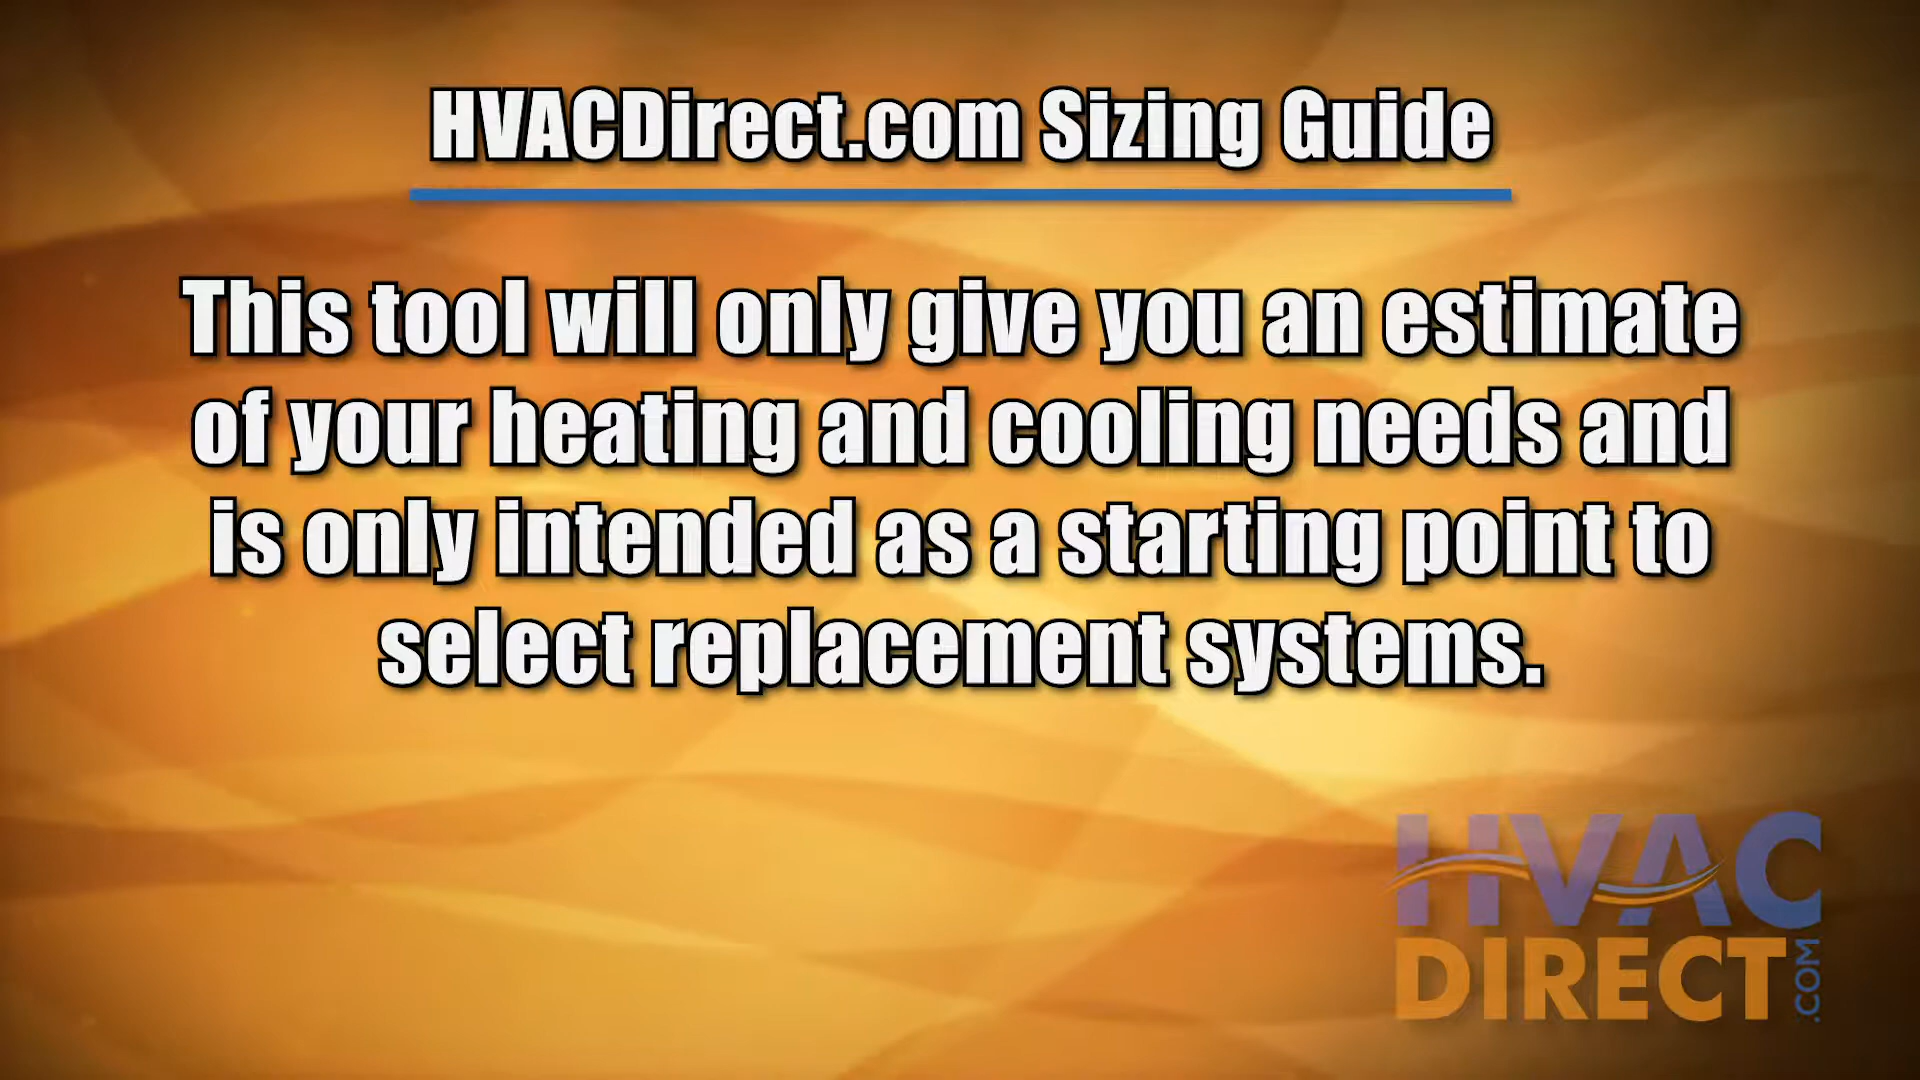 HVACDirect.com Sizing Guide
This tool will only give you an estimate
of your heating and cooling needs and
is only intended as a starting point to
select replacement systems.
HVAC
DIRECT
.COM